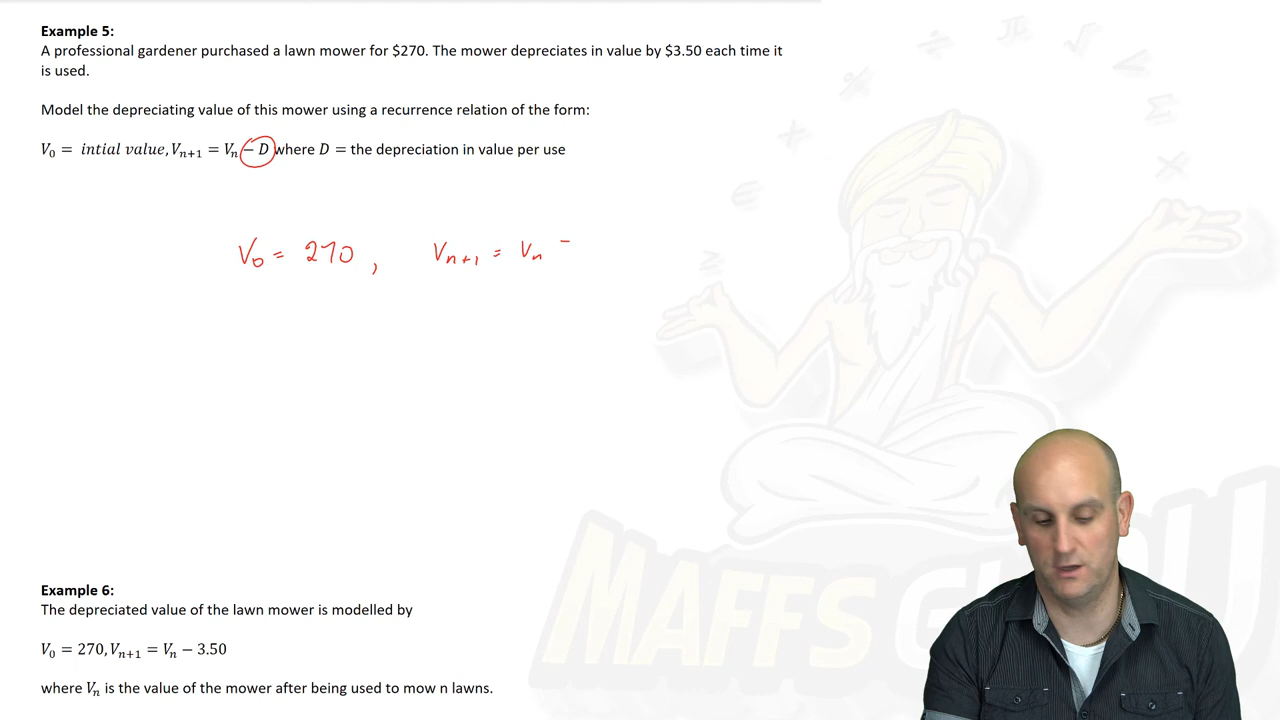 Example 5:
A professional gardener purchased a lawn mower for $270. The mower depreciates in value by $3.50 each time it
is used.
Model the depreciating value of this mower using a recurrence relation of the form:
V₀ = intial value, Vₙ₊₁ = Vₙ − D where D = the depreciation in value per use
V₀ = 270, Vₙ₊₁ = Vₙ −
Example 6:
The depreciated value of the lawn mower is modelled by
V₀ = 270, Vₙ₊₁ = Vₙ − 3.50
where Vₙ is the value of the mower after being used to mow n lawns.
MAFFS GURU